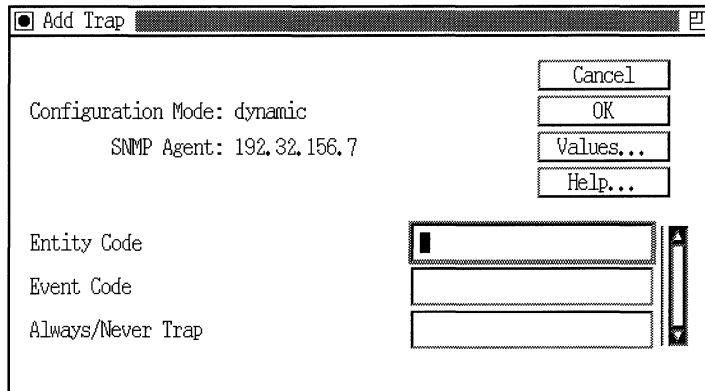 Add Trap
Cancel
Configuration Mode: dynamic
OK
SNMP Agent: 192.32.156.7
Values...
Help...
Entity Code
Event Code
Always/Never Trap